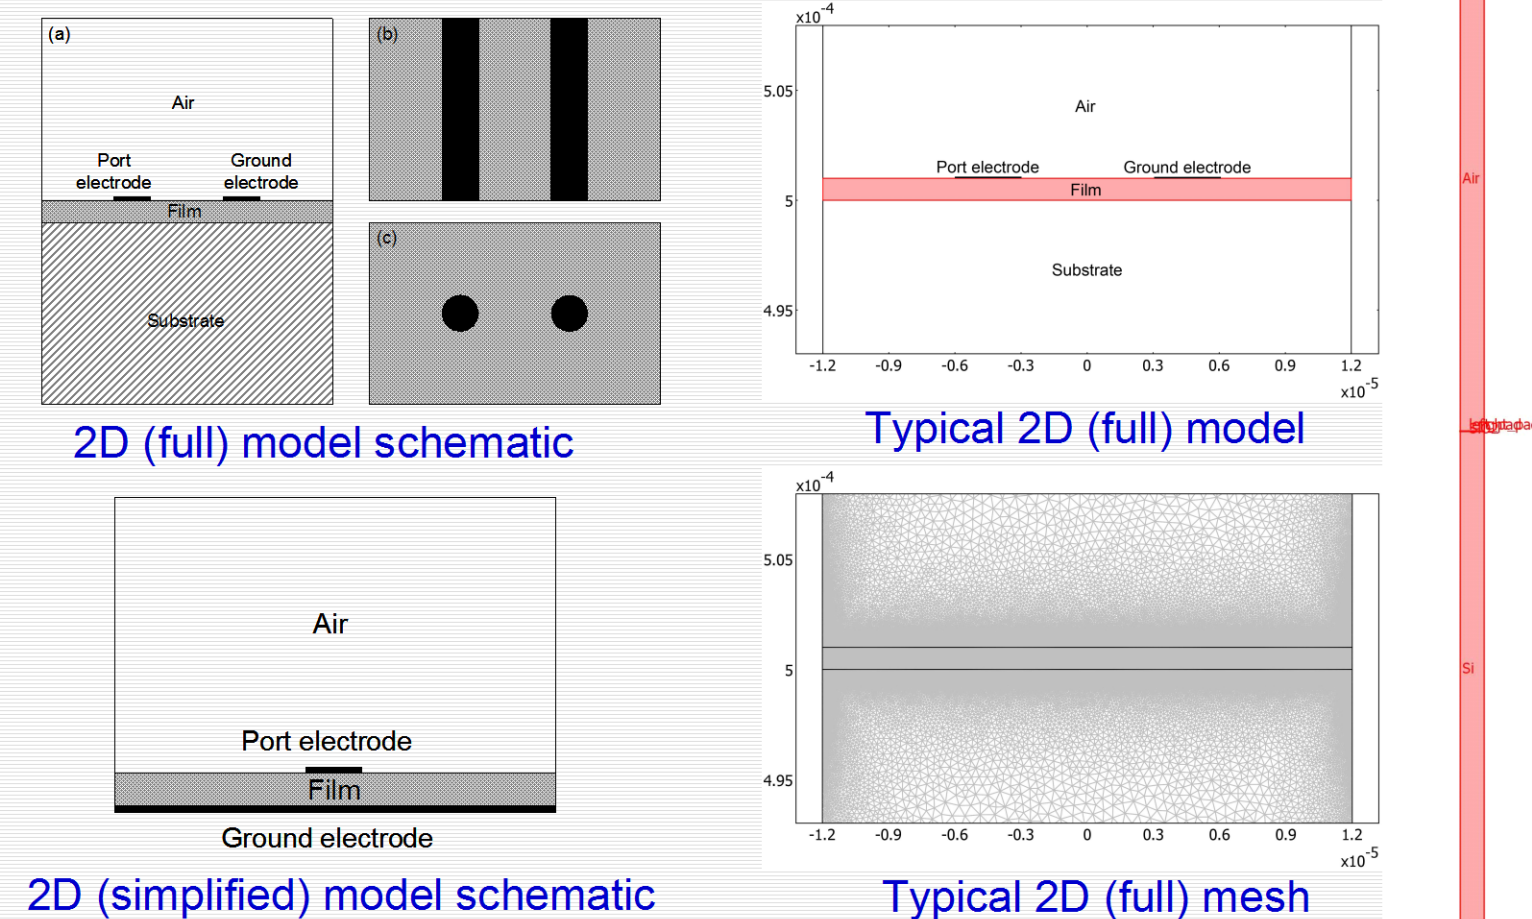 (a)
Air
Port
electrode
Ground
electrode
Film
Substrate
(b)
(c)
2D (full) model schematic
x10-4
5.05
5
4.95
Air
Port electrode
Ground electrode
Film
Substrate
-1.2 -0.9 -0.6 -0.3 0 0.3 0.6 0.9 1.2
x10-5
Typical 2D (full) model
Air
Port electrode
Film
Ground electrode
2D (simplified) model schematic
x10-4
5.05
5
4.95
-1.2 -0.9 -0.6 -0.3 0 0.3 0.6 0.9 1.2
x10-5
Typical 2D (full) mesh
Air
Si